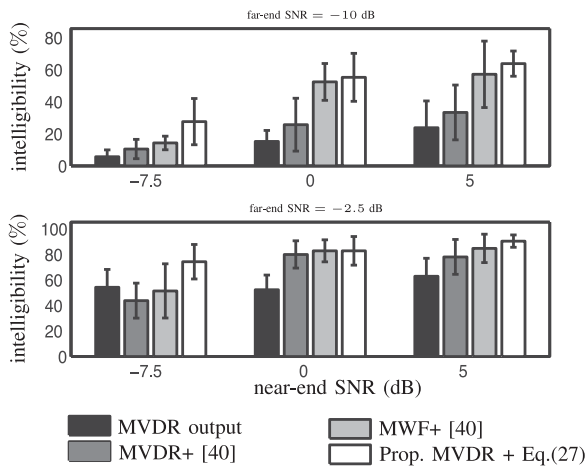 far-end SNR = −10 dB
intelligibility (%)
80
60
40
20
0
−7.5
0
5
far-end SNR = −2.5 dB
intelligibility (%)
100
80
60
40
20
0
−7.5
0
5
near-end SNR (dB)
MVDR output
MWF+ [40]
MVDR+ [40]
Prop. MVDR + Eq.(27)